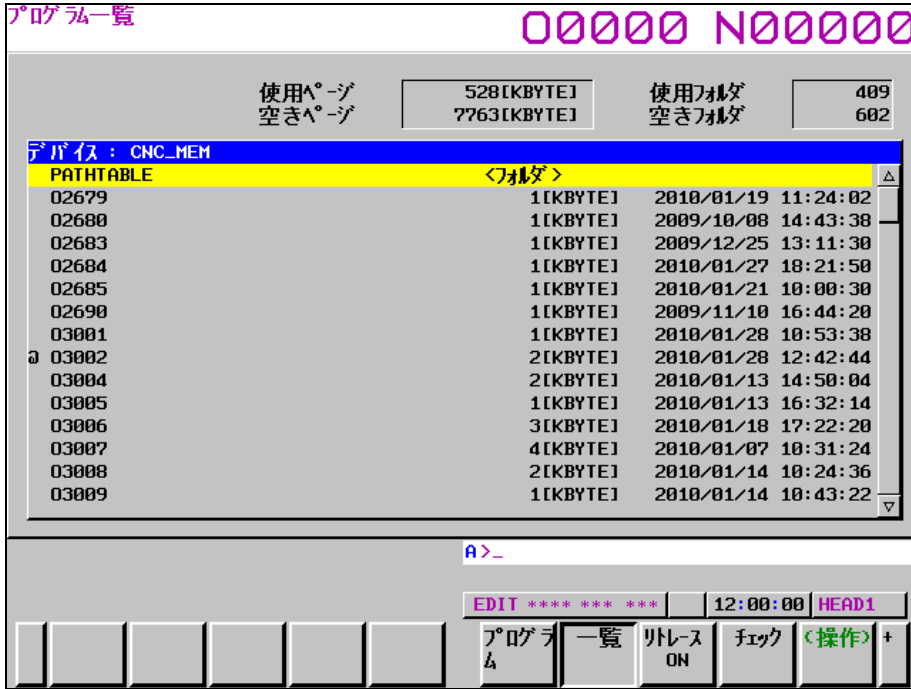 プログラム一覧
O0000 N00000
使用ページ 528[KBYTE] 使用フォルダ 409
空きページ 7763[KBYTE] 空きフォルダ 602
デバイス : CNC_MEM
PATHTABLE <フォルダ>
O2679 1[KBYTE] 2010/01/19 11:24:02
O2680 1[KBYTE] 2009/10/08 14:43:38
O2683 1[KBYTE] 2009/12/25 13:11:30
O2684 1[KBYTE] 2010/01/27 18:21:50
O2685 1[KBYTE] 2010/01/21 10:00:30
O2690 1[KBYTE] 2009/11/10 16:44:20
O3001 1[KBYTE] 2010/01/28 10:53:38
@ O3002 2[KBYTE] 2010/01/28 12:42:44
O3004 2[KBYTE] 2010/01/13 14:50:04
O3005 1[KBYTE] 2010/01/13 16:32:14
O3006 3[KBYTE] 2010/01/18 17:22:20
O3007 4[KBYTE] 2010/01/07 10:31:24
O3008 2[KBYTE] 2010/01/14 10:24:36
O3009 1[KBYTE] 2010/01/14 10:43:22
A>_
EDIT **** *** *** 12:00:00 HEAD1
プログラム
一覧
リトレース
ON
チェック
(操作)
+